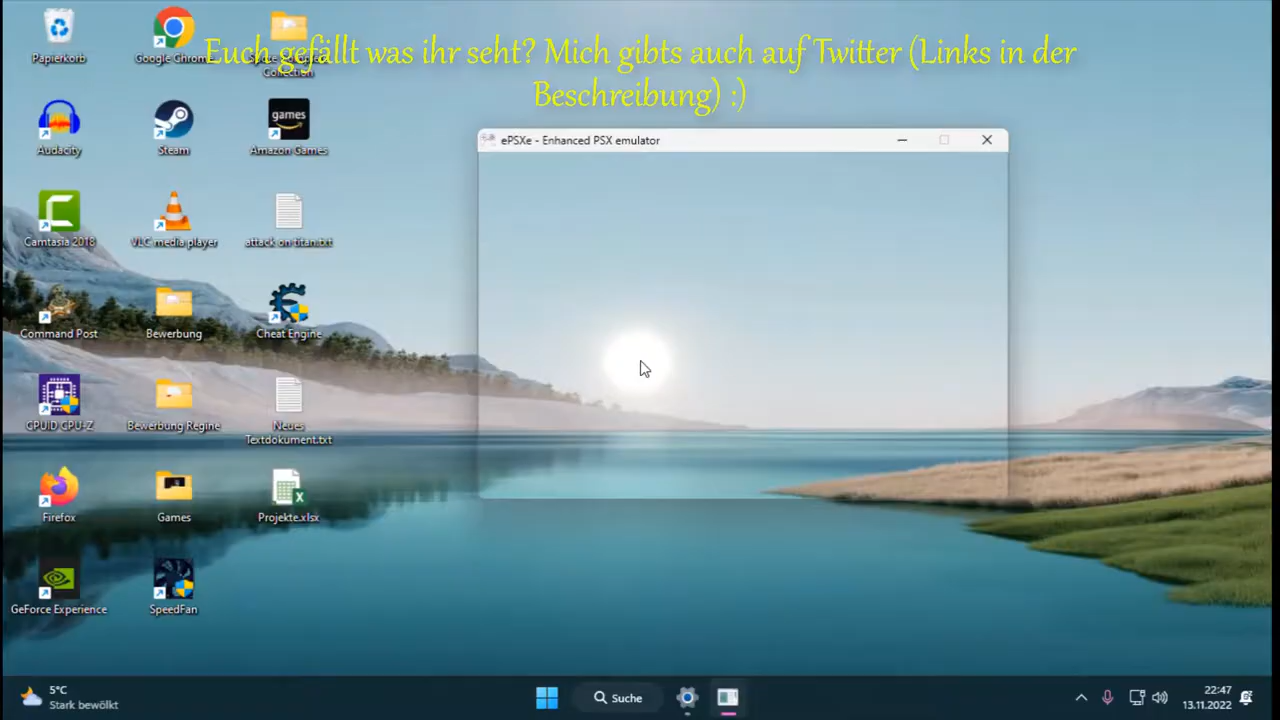 Euch gefällt was ihr seht? Mich gibts auch auf Twitter (Links in der
Beschreibung) :)
Papierkorb
Google Chrome
Collection
Audacity
Steam
games
Amazon Games
Camtasia 2018
VLC media player
attack on titan.txt
Command Post
Bewerbung
Cheat Engine
CPUID CPU-Z
Bewerbung Regine
Neues
Textdokument.txt
Firefox
Games
Projekte.xlsx
GeForce Experience
SpeedFan
ePSXe - Enhanced PSX emulator
5°C
Stark bewölkt
Suche
22:47
13.11.2022